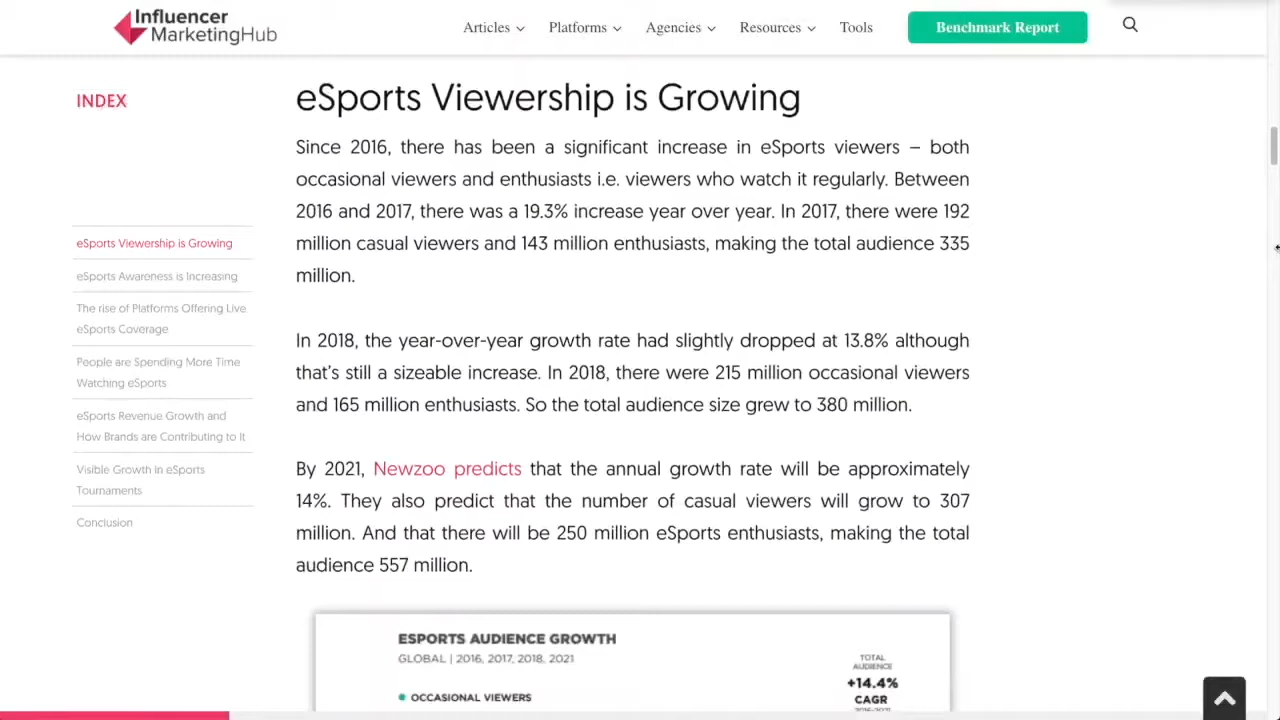 Influencer
MarketingHub
Articles
Platforms
Agencies
Resources
Tools
Benchmark Report
INDEX
eSports Viewership is Growing
eSports Awareness is Increasing
The rise of Platforms Offering Live
eSports Coverage
People are Spending More Time
Watching eSports
eSports Revenue Growth and
How Brands are Contributing to It
Visible Growth in eSports
Tournaments
Conclusion
eSports Viewership is Growing
Since 2016, there has been a significant increase in eSports viewers – both
occasional viewers and enthusiasts i.e. viewers who watch it regularly. Between
2016 and 2017, there was a 19.3% increase year over year. In 2017, there were 192
million casual viewers and 143 million enthusiasts, making the total audience 335
million.
In 2018, the year-over-year growth rate had slightly dropped at 13.8% although
that's still a sizeable increase. In 2018, there were 215 million occasional viewers
and 165 million enthusiasts. So the total audience size grew to 380 million.
By 2021, Newzoo predicts that the annual growth rate will be approximately
14%. They also predict that the number of casual viewers will grow to 307
million. And that there will be 250 million eSports enthusiasts, making the total
audience 557 million.
ESPORTS AUDIENCE GROWTH
GLOBAL | 2016, 2017, 2018, 2021
OCCASIONAL VIEWERS
TOTAL
AUDIENCE
+14.4%
CAGR